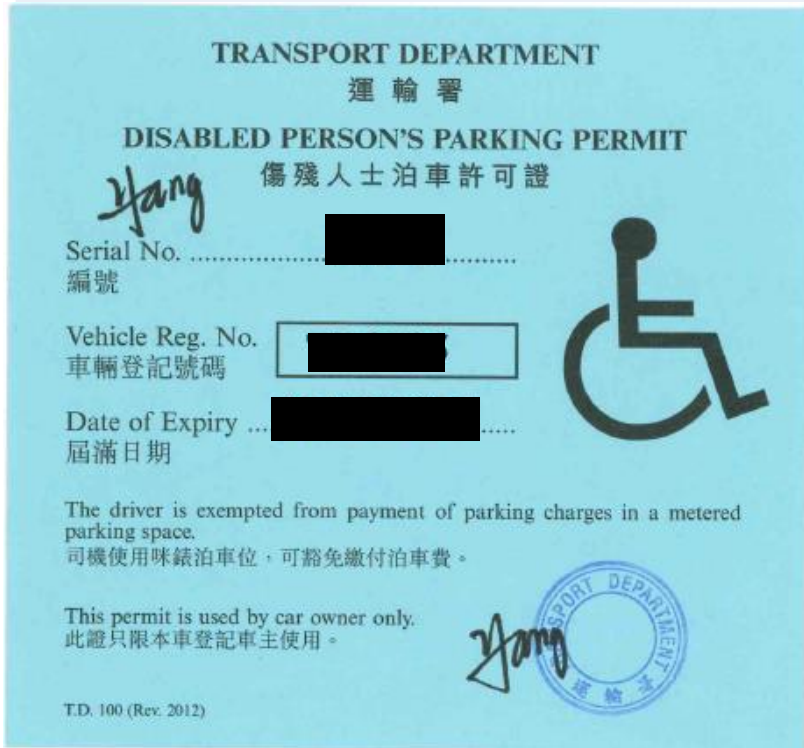 TRANSPORT DEPARTMENT
運輸署
DISABLED PERSON'S PARKING PERMIT
傷殘人士泊車許可證
Serial No. ....................
編號
Vehicle Reg. No.
車輛登記號碼
Date of Expiry ........
屆滿日期
The driver is exempted from payment of parking charges in a metered
parking space.
司機使用咪錶泊車位，可豁免繳付泊車費。
This permit is used by car owner only.
此證只限本車登記車主使用。
TRANSPORT DEPARTMENT
運輸署
T.D. 100 (Rev. 2012)